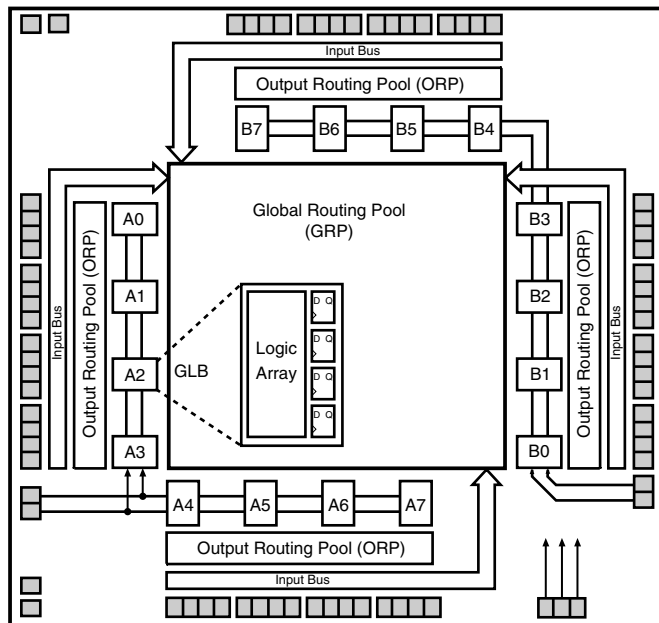 Input Bus
Output Routing Pool (ORP)
B7 B6 B5 B4
Global Routing Pool
(GRP)
Input Bus
Output Routing Pool (ORP)
A0
A1
A2
A3
GLB
Logic
Array
D Q
D Q
D Q
D Q
B3
B2
B1
B0
Output Routing Pool (ORP)
Input Bus
A4 A5 A6 A7
Output Routing Pool (ORP)
Input Bus